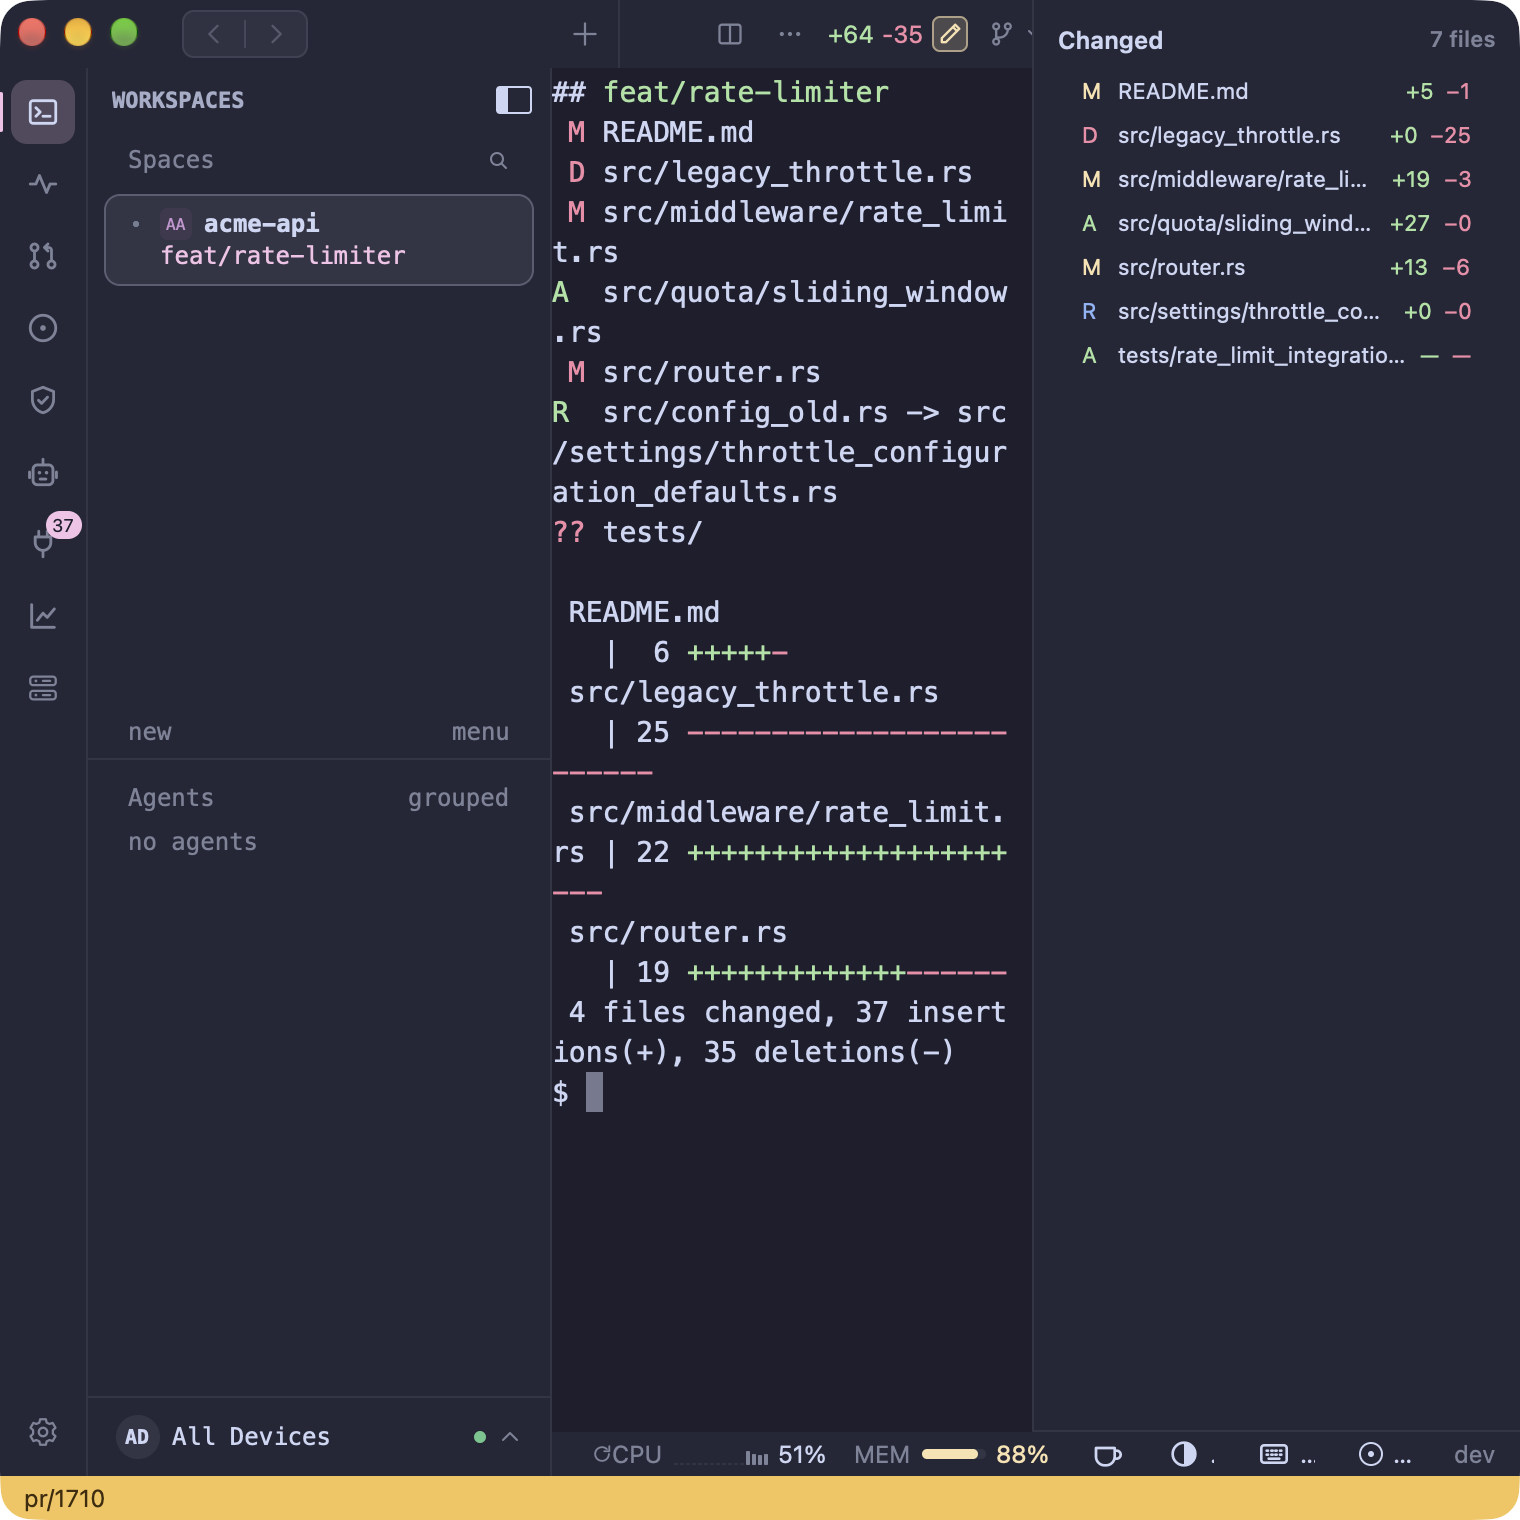 +64 -35
WORKSPACES
Spaces
AA acme-api
feat/rate-limiter
37
new menu
Agents grouped
no agents
AD All Devices
## feat/rate-limiter
M README.md
D src/legacy_throttle.rs
M src/middleware/rate_limi
t.rs
A src/quota/sliding_window
.rs
M src/router.rs
R src/config_old.rs -> src
/settings/throttle_configur
ation_defaults.rs
?? tests/
README.md
| 6 +++++-
src/legacy_throttle.rs
| 25 -------------------
------
src/middleware/rate_limit.
rs | 22 +++++++++++++++++++
---
src/router.rs
| 19 +++++++++++++------
4 files changed, 37 insert
ions(+), 35 deletions(-)
$
Changed 7 files
M README.md +5 −1
D src/legacy_throttle.rs +0 −25
M src/middleware/rate_li... +19 −3
A src/quota/sliding_wind... +27 −0
M src/router.rs +13 −6
R src/settings/throttle_co... +0 −0
A tests/rate_limit_integratio... — —
CPU 51% MEM 88% . ... ... dev
pr/1710